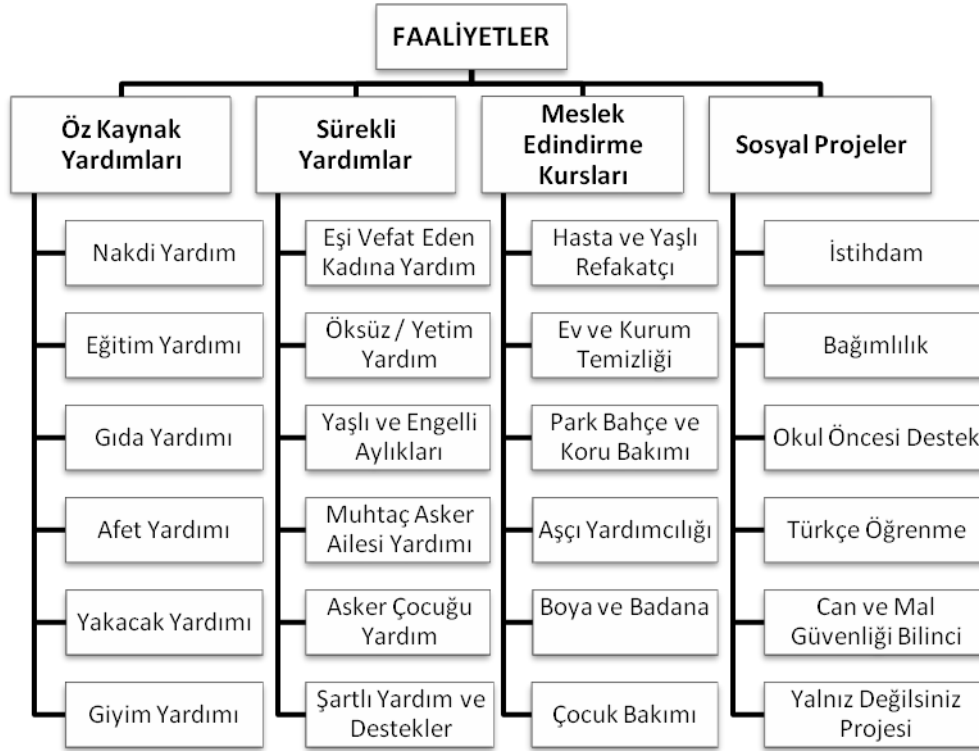 FAALİYETLER
Öz Kaynak
Yardımları
Nakdi Yardım
Eğitim Yardımı
Gıda Yardımı
Afet Yardımı
Yakacak Yardımı
Giyim Yardımı
Sürekli
Yardımlar
Eşi Vefat Eden
Kadına Yardım
Öksüz / Yetim
Yardım
Yaşlı ve Engelli
Aylıkları
Muhtaç Asker
Ailesi Yardımı
Asker Çocuğu
Yardım
Şartlı Yardım ve
Destekler
Meslek
Edindirme
Kursları
Hasta ve Yaşlı
Refakatçı
Ev ve Kurum
Temizliği
Park Bahçe ve
Koru Bakımı
Aşçı Yardımcılığı
Boya ve Badana
Çocuk Bakımı
Sosyal Projeler
İstihdam
Bağımlılık
Okul Öncesi Destek
Türkçe Öğrenme
Can ve Mal
Güvenliği Bilinci
Yalnız Değilsiniz
Projesi